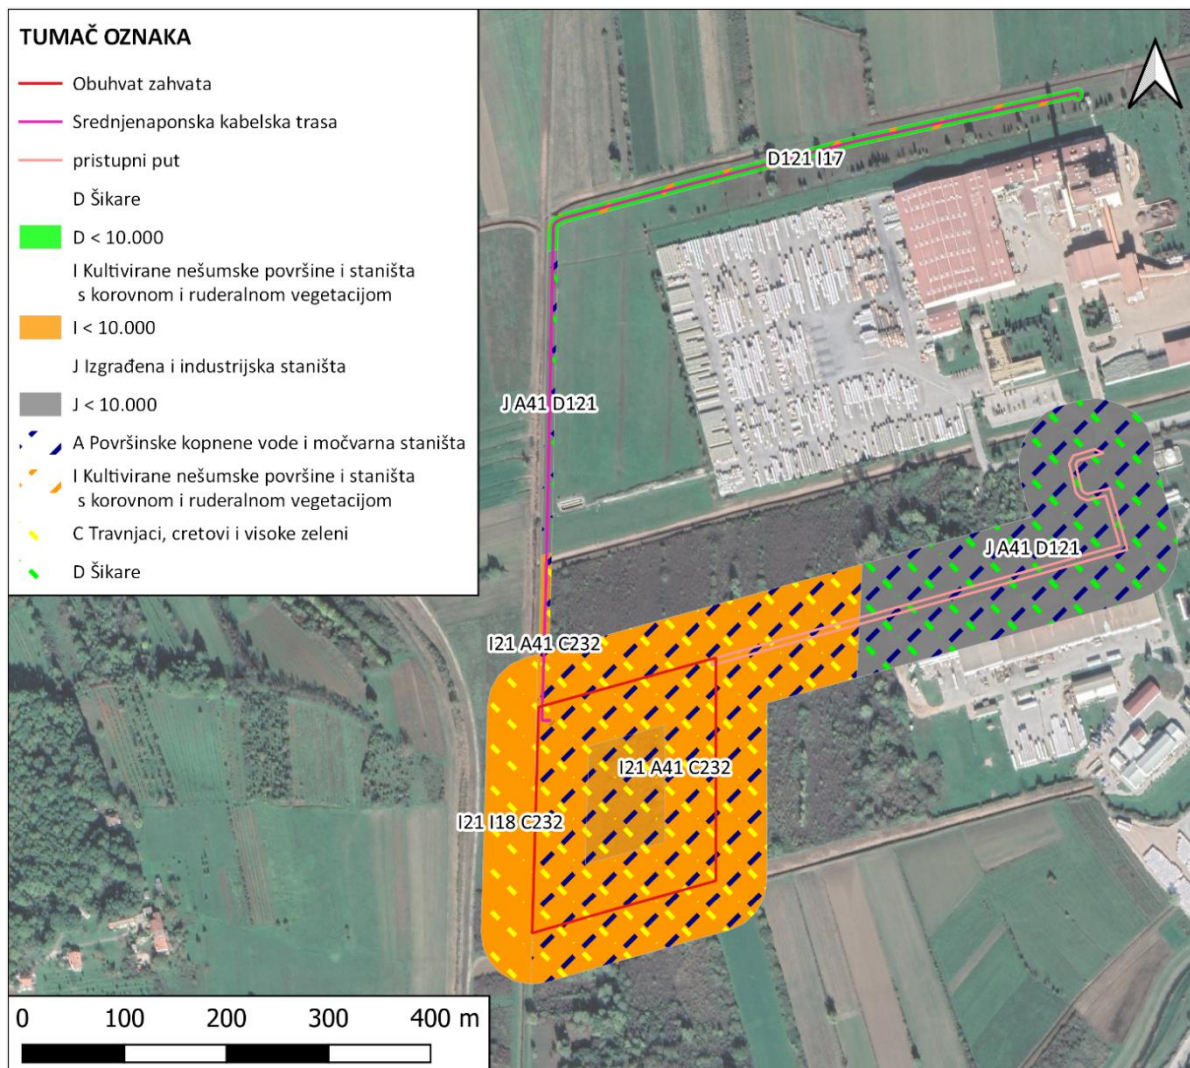 TUMAČ OZNAKA
Obuhvat zahvata
Srednjenaponska kabelska trasa
pristupni put
D Šikare
D < 10.000
I Kultivirane nešumske površine i staništa
s korovnom i ruderalnom vegetacijom
I < 10.000
J Izgrađena i industrijska staništa
J < 10.000
A Površinske kopnene vode i močvarna staništa
I Kultivirane nešumske površine i staništa
s korovnom i ruderalnom vegetacijom
C Travnjaci, cretovi i visoke zeleni
D Šikare
D121 I17
J A41 D121
J A41 D121
I21 A41 C232
I21 A41 C232
I21 I18 C232
0 100 200 300 400 m